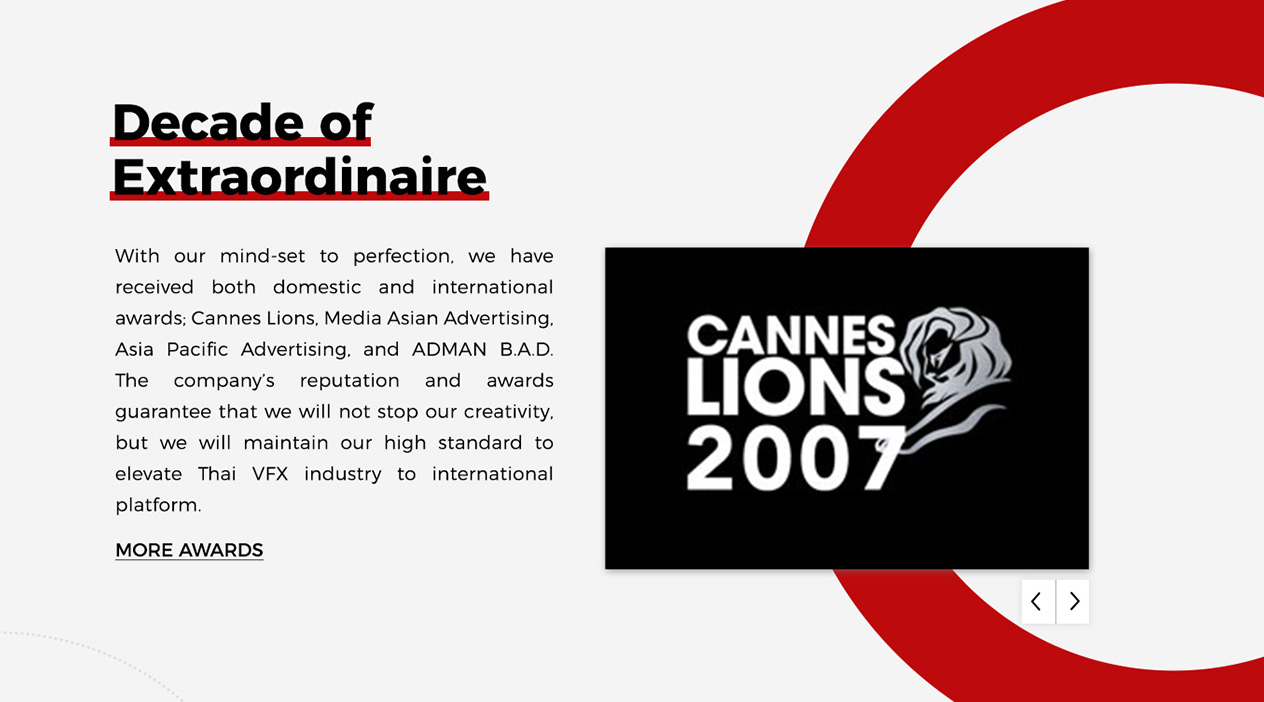 Decade of
Extraordinaire
With our mind-set to perfection, we have
received both domestic and international
awards; Cannes Lions, Media Asian Advertising,
Asia Pacific Advertising, and ADMAN B.A.D.
The company's reputation and awards
guarantee that we will not stop our creativity,
but we will maintain our high standard to
elevate Thai VFX industry to international
platform.
MORE AWARDS
CANNES
LIONS
2007